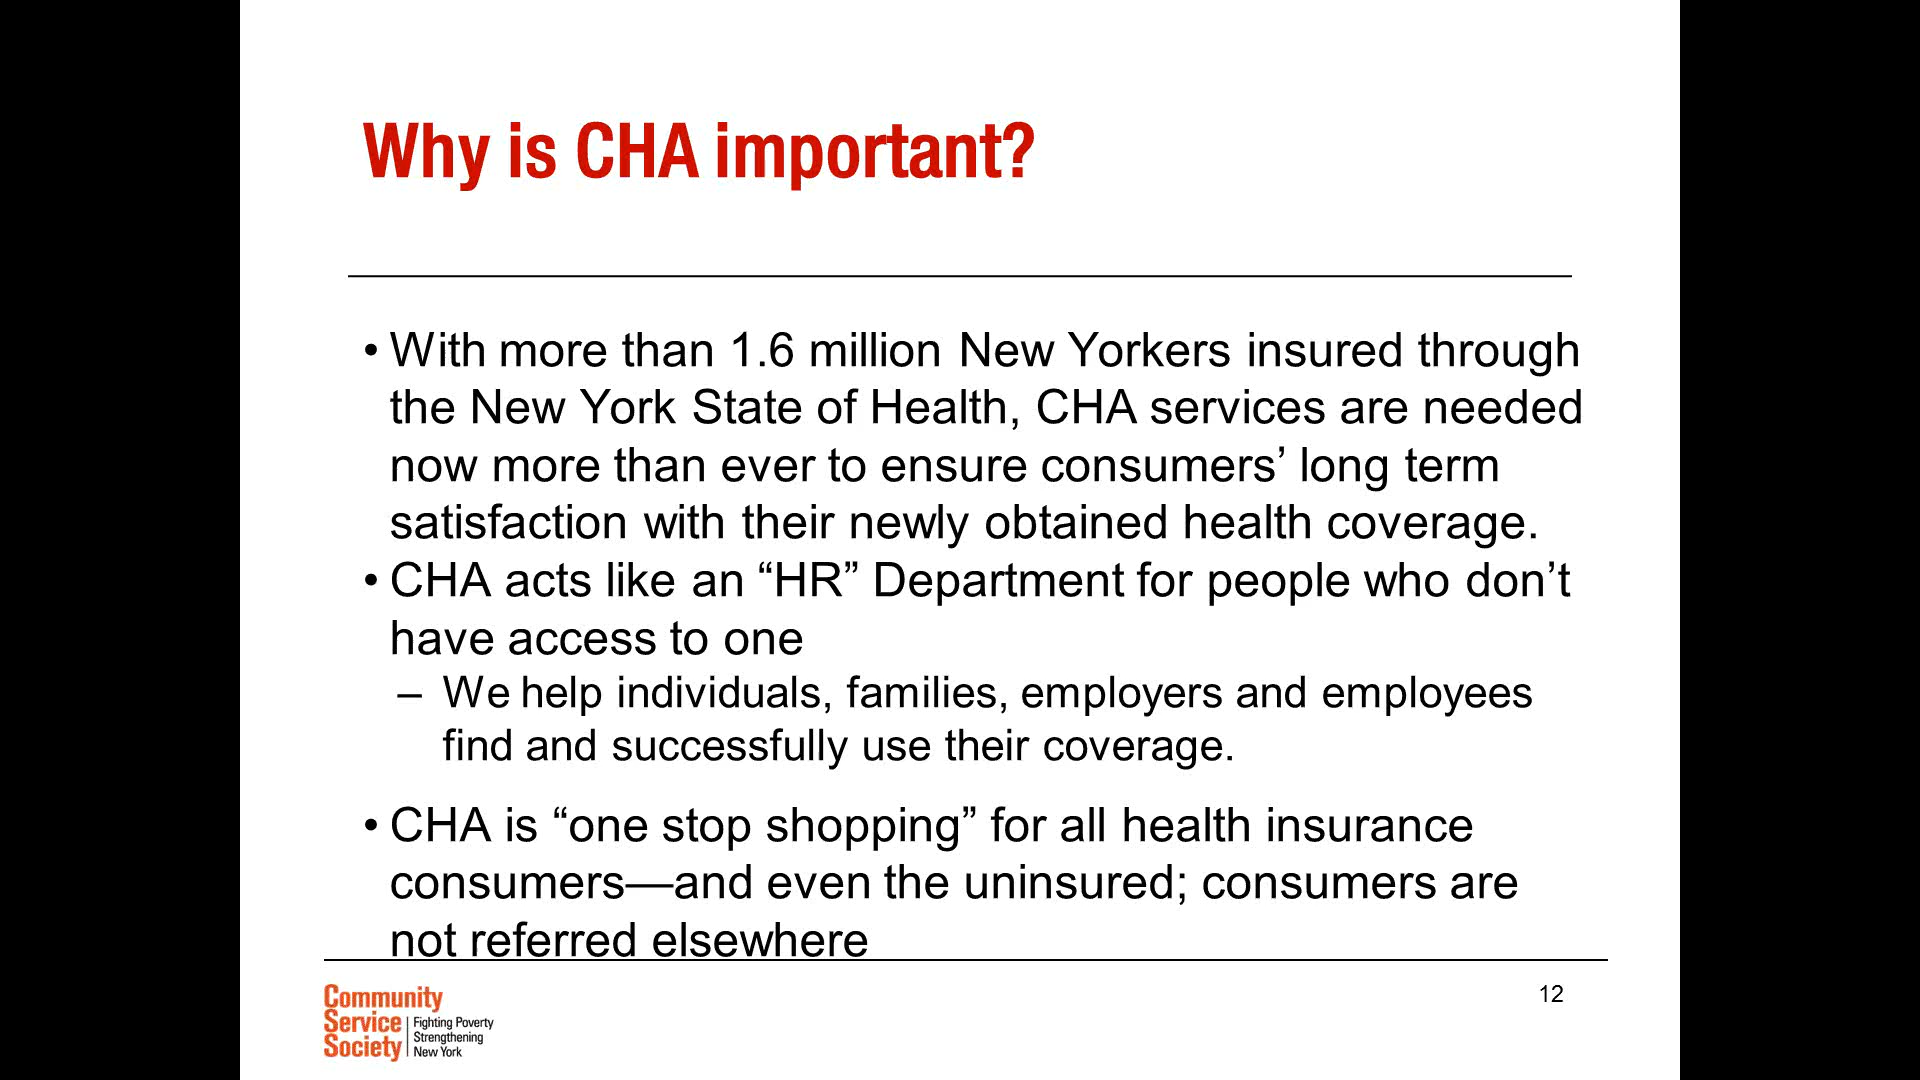 Why is CHA important?
• With more than 1.6 million New Yorkers insured through
the New York State of Health, CHA services are needed
now more than ever to ensure consumers’ long term
satisfaction with their newly obtained health coverage.
• CHA acts like an “HR” Department for people who don’t
have access to one
– We help individuals, families, employers and employees
find and successfully use their coverage.
• CHA is “one stop shopping” for all health insurance
consumers—and even the uninsured; consumers are
not referred elsewhere
Community
Service
Society
Fighting Poverty
Strengthening
New York
12